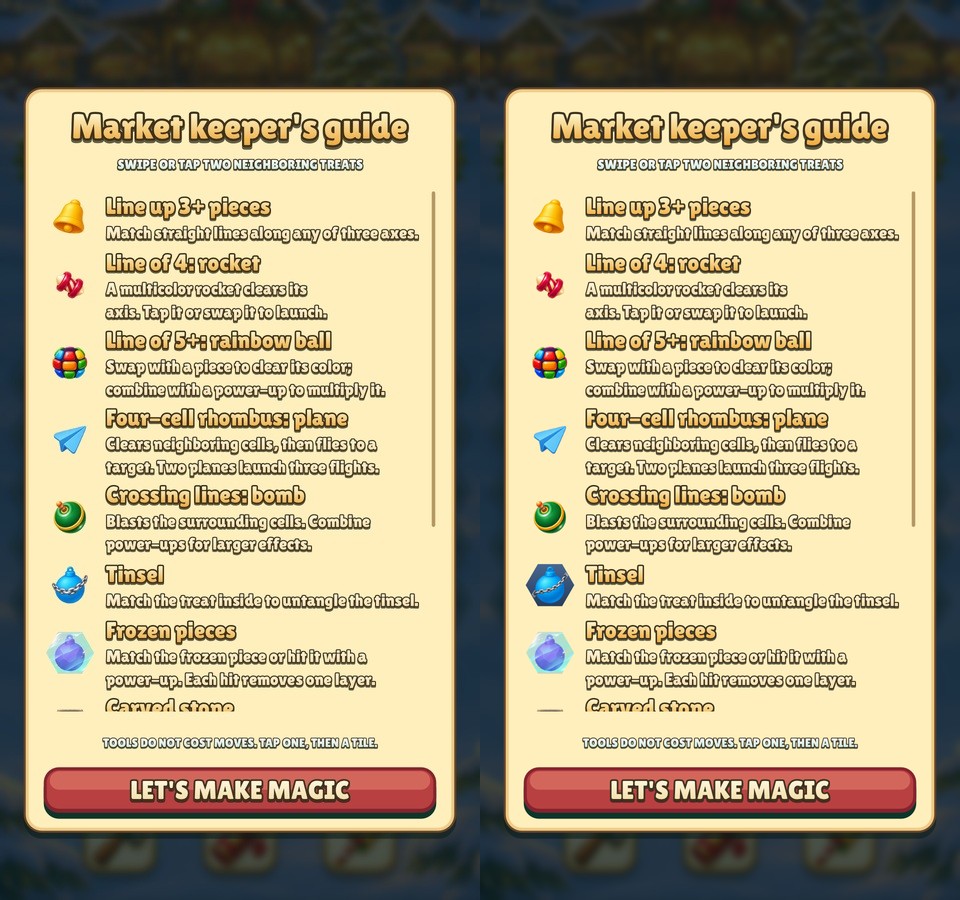 Market keeper's guide
SWIPE OR TAP TWO NEIGHBORING TREATS
Line up 3+ pieces
Match straight lines along any of three axes.
Line of 4: rocket
A multicolor rocket clears its
axis. Tap it or swap it to launch.
Line of 5+: rainbow ball
Swap with a piece to clear its color;
combine with a power-up to multiply it.
Four-cell rhombus: plane
Clears neighboring cells, then flies to a
target. Two planes launch three flights.
Crossing lines: bomb
Blasts the surrounding cells. Combine
power-ups for larger effects.
Tinsel
Match the treat inside to untangle the tinsel.
Frozen pieces
Match the frozen piece or hit it with a
power-up. Each hit removes one layer.
Carved stone
TOOLS DO NOT COST MOVES. TAP ONE, THEN A TILE.
LET'S MAKE MAGIC
Market keeper's guide
SWIPE OR TAP TWO NEIGHBORING TREATS
Line up 3+ pieces
Match straight lines along any of three axes.
Line of 4: rocket
A multicolor rocket clears its
axis. Tap it or swap it to launch.
Line of 5+: rainbow ball
Swap with a piece to clear its color;
combine with a power-up to multiply it.
Four-cell rhombus: plane
Clears neighboring cells, then flies to a
target. Two planes launch three flights.
Crossing lines: bomb
Blasts the surrounding cells. Combine
power-ups for larger effects.
Tinsel
Match the treat inside to untangle the tinsel.
Frozen pieces
Match the frozen piece or hit it with a
power-up. Each hit removes one layer.
Carved stone
TOOLS DO NOT COST MOVES. TAP ONE, THEN A TILE.
LET'S MAKE MAGIC